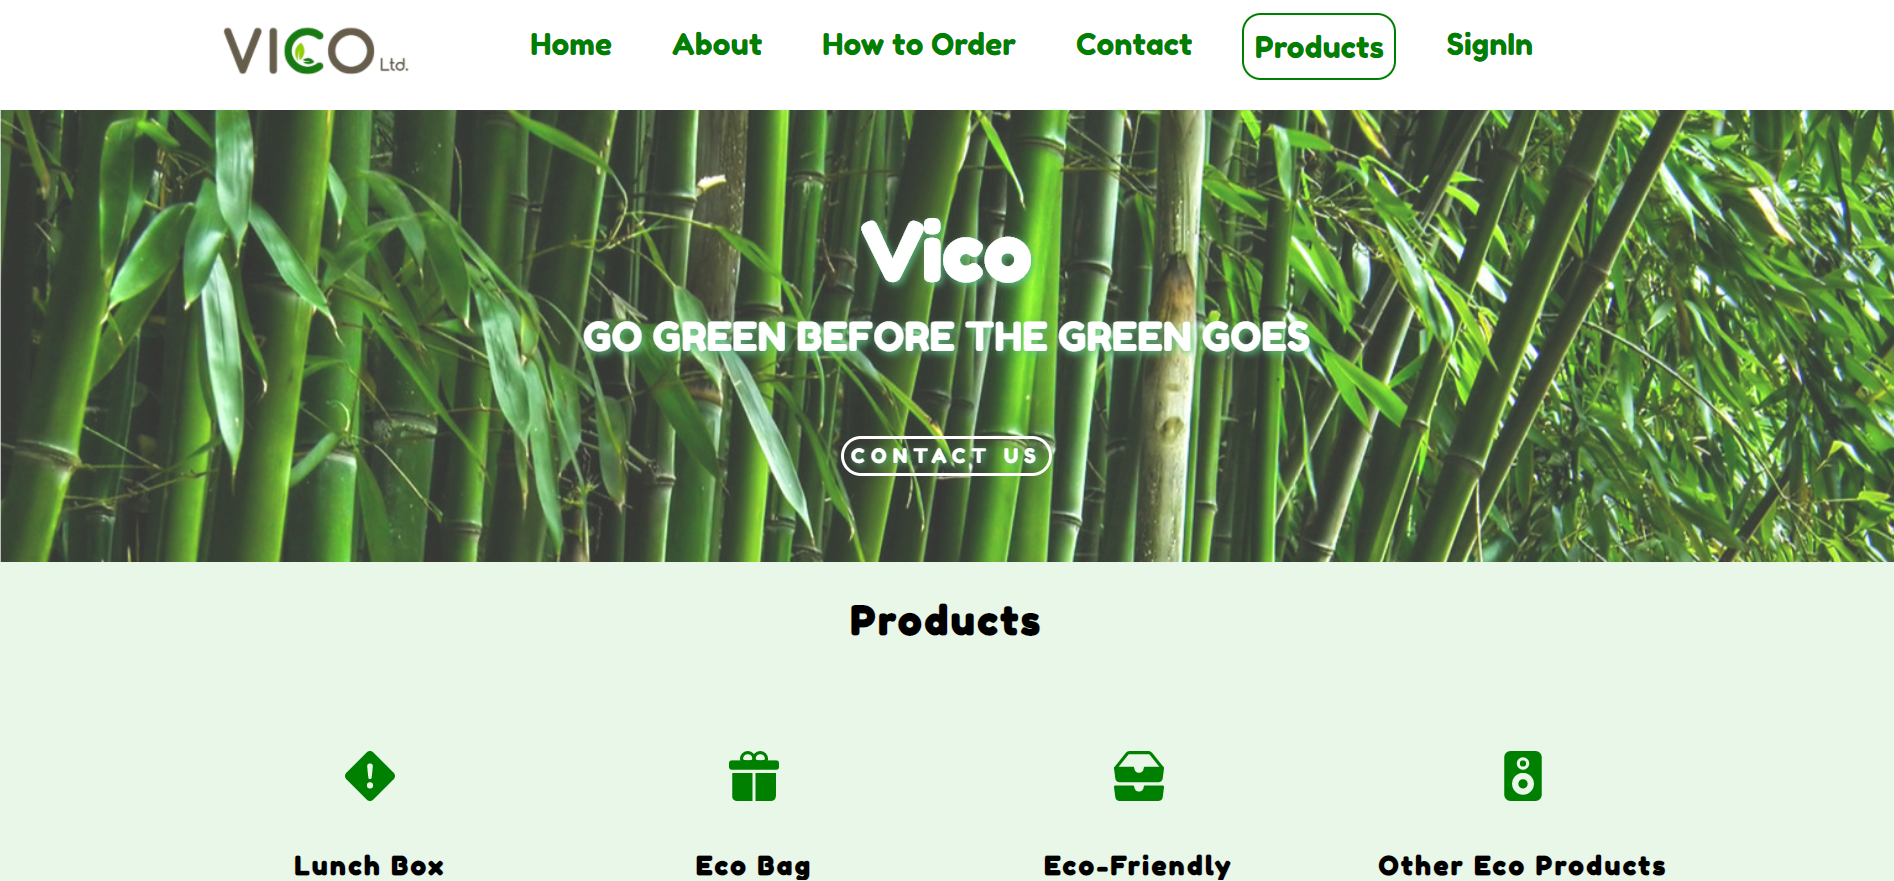 VICO Ltd.
Home About How to Order Contact Products SignIn
Vico
GO GREEN BEFORE THE GREEN GOES
CONTACT US
Products
Lunch Box Eco Bag Eco-Friendly Other Eco Products